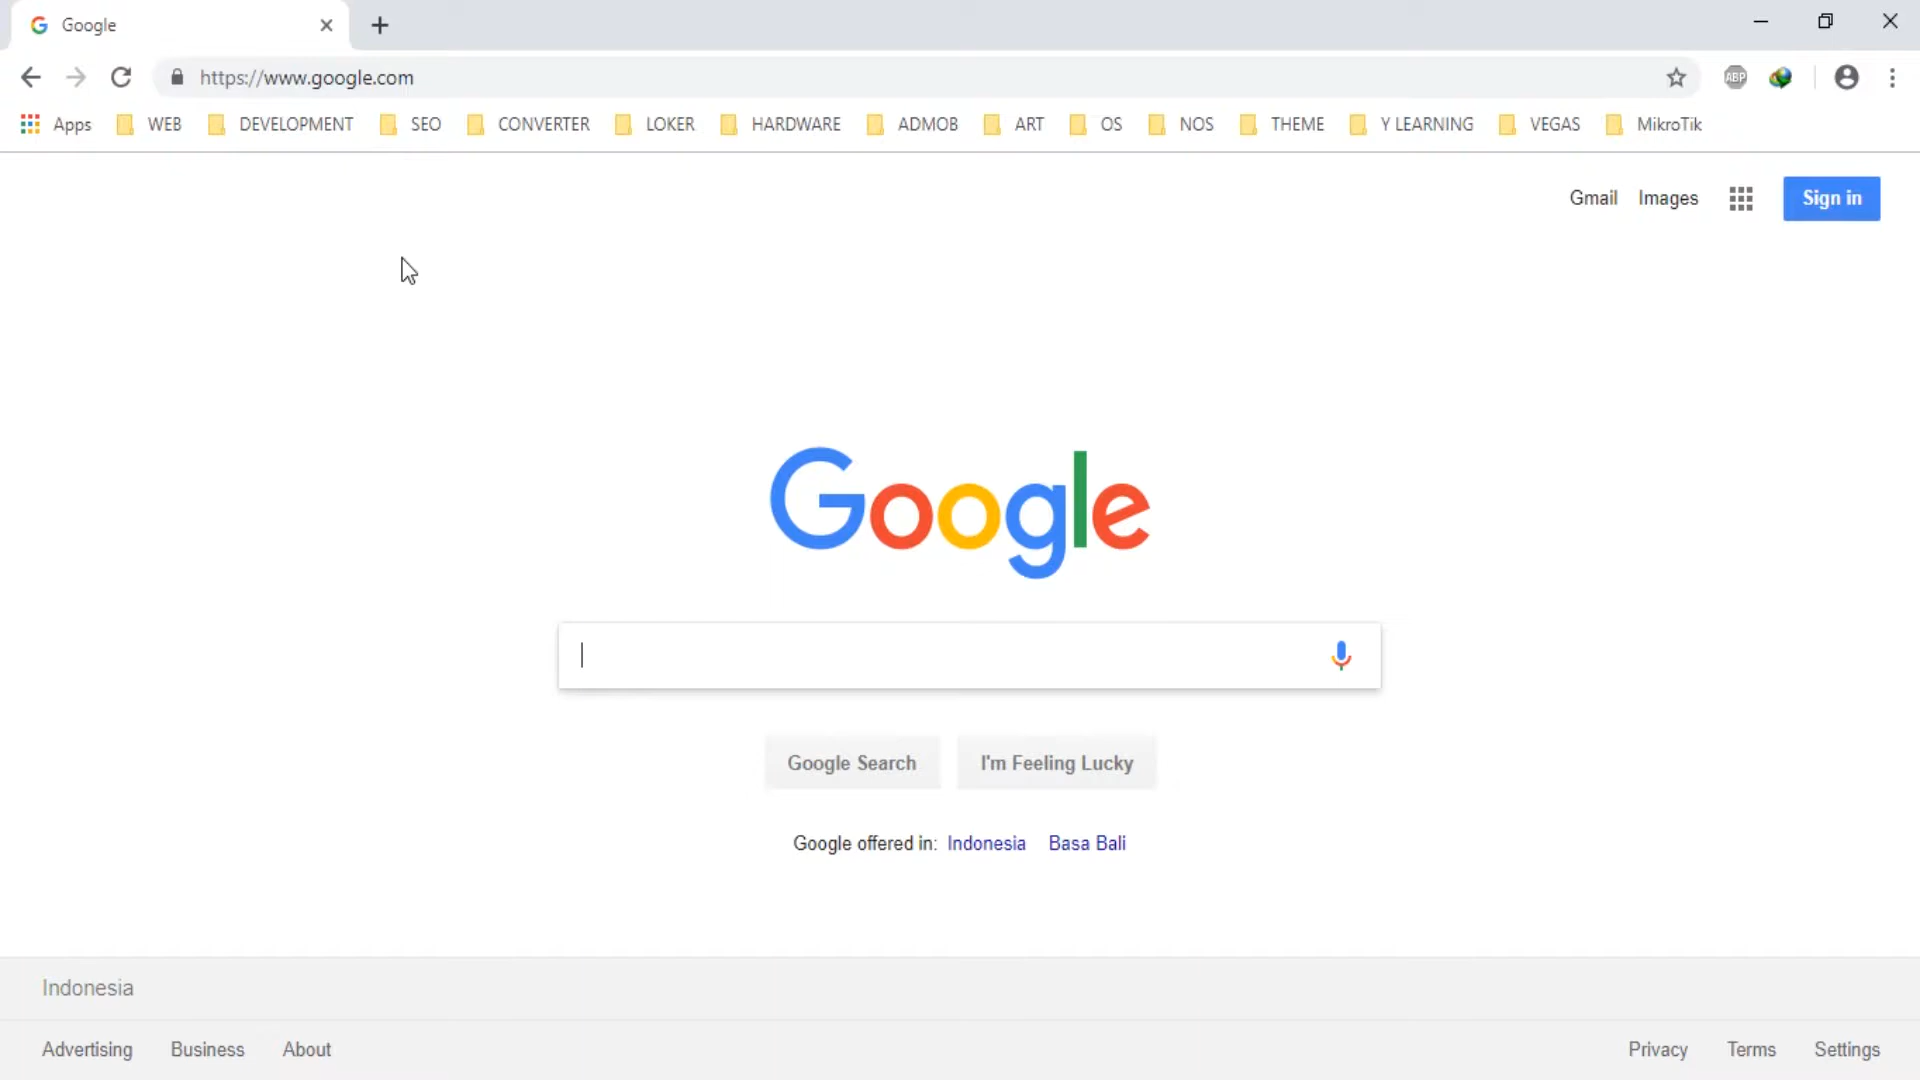 Google
https://www.google.com
ABP
Apps WEB DEVELOPMENT SEO CONVERTER LOKER HARDWARE ADMOB ART OS NOS THEME Y LEARNING VEGAS MikroTik
Gmail Images Sign in
Google
Google Search I'm Feeling Lucky
Google offered in: Indonesia Basa Bali
Indonesia
Advertising Business About Privacy Terms Settings